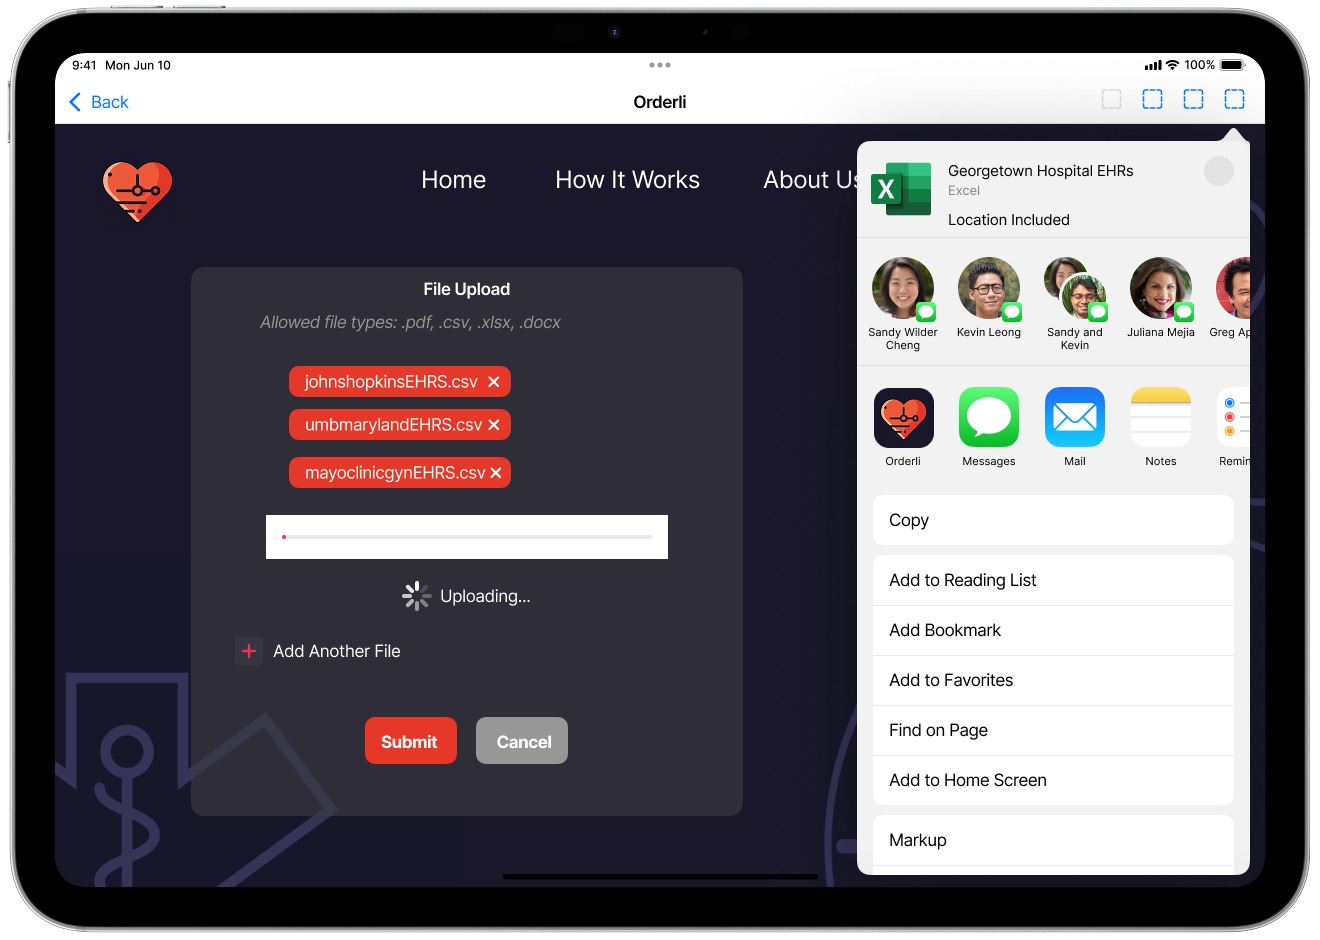 9:41 Mon Jun 10
100%
Back
Orderli
Home
How It Works
About Us
File Upload
Allowed file types: .pdf, .csv, .xlsx, .docx
johnshopkinsEHRS.csv
umbmarylandEHRS.csv
mayoclinicgynEHRS.csv
Uploading...
Add Another File
Submit
Cancel
X
Georgetown Hospital EHRs
Excel
Location Included
Sandy Wilder
Cheng
Kevin Leong
Sandy and
Kevin
Juliana Mejia
Greg Ap
Orderli
Messages
Mail
Notes
Remin
Copy
Add to Reading List
Add Bookmark
Add to Favorites
Find on Page
Add to Home Screen
Markup